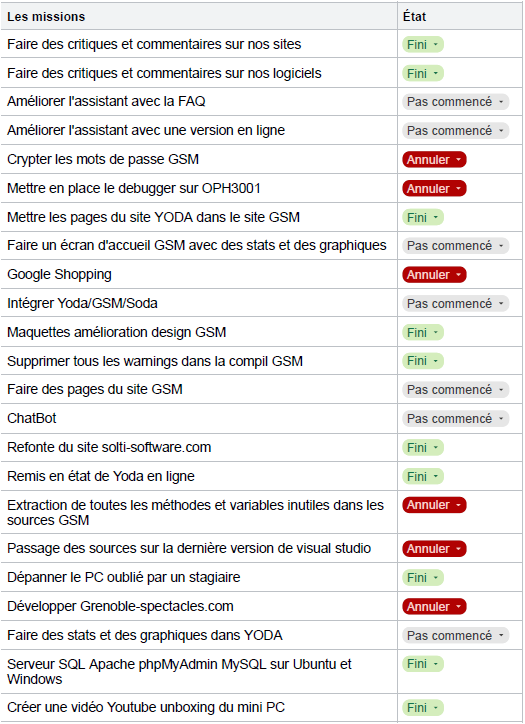 Les missions État
Faire des critiques et commentaires sur nos sites Fini
Faire des critiques et commentaires sur nos logiciels Fini
Améliorer l'assistant avec la FAQ Pas commencé
Améliorer l'assistant avec une version en ligne Pas commencé
Crypter les mots de passe GSM Annuler
Mettre en place le debugger sur OPH3001 Annuler
Mettre les pages du site YODA dans le site GSM Fini
Faire un écran d'accueil GSM avec des stats et des graphiques Pas commencé
Google Shopping Annuler
Intégrer Yoda/GSM/Soda Pas commencé
Maquettes amélioration design GSM Fini
Supprimer tous les warnings dans la compil GSM Fini
Faire des pages du site GSM Pas commencé
ChatBot Pas commencé
Refonte du site solti-software.com Fini
Remis en état de Yoda en ligne Fini
Extraction de toutes les méthodes et variables inutiles dans les Annuler
sources GSM
Passage des sources sur la dernière version de visual studio Annuler
Dépanner le PC oublié par un stagiaire Fini
Développer Grenoble-spectacles.com Annuler
Faire des stats et des graphiques dans YODA Pas commencé
Serveur SQL Apache phpMyAdmin MySQL sur Ubuntu et Fini
Windows
Créer une vidéo Youtube unboxing du mini PC Fini